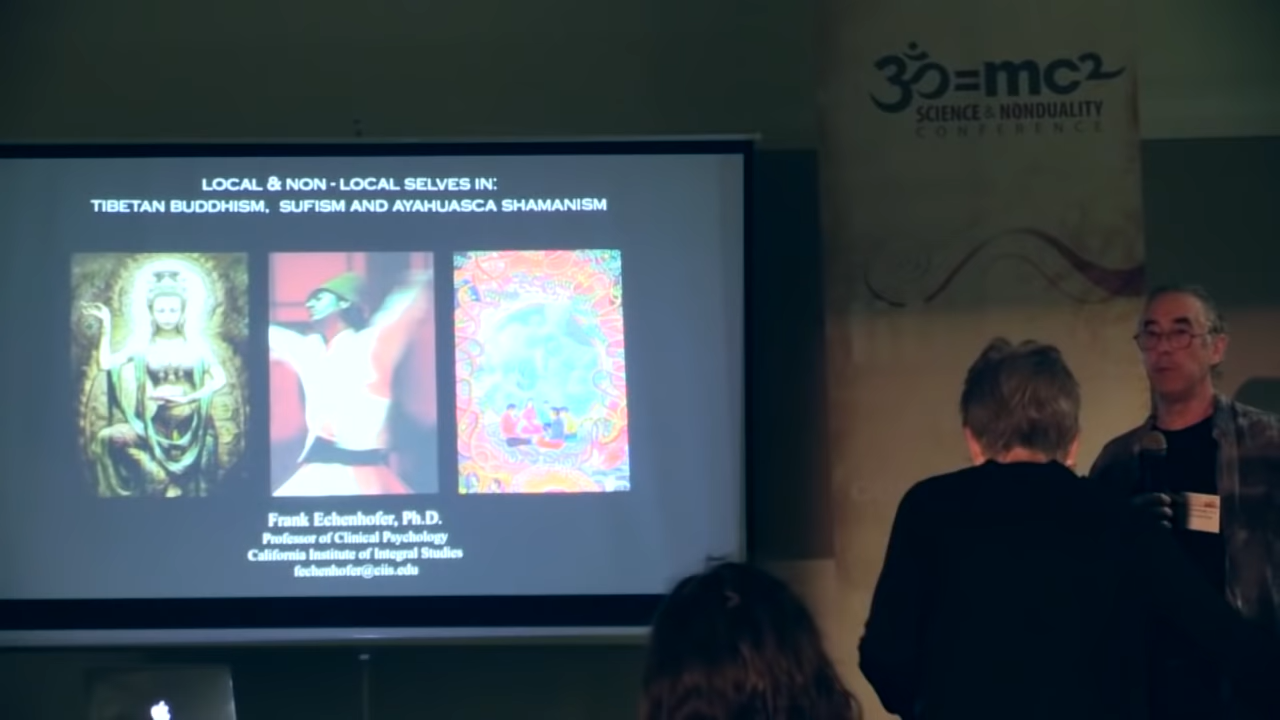 LOCAL & NON - LOCAL SELVES IN:
TIBETAN BUDDHISM, SUFISM AND AYAHUASCA SHAMANISM
Frank Echenhofer, Ph.D.
Professor of Clinical Psychology
California Institute of Integral Studies
fechenhofer@ciis.edu
ॐ=mc²
SCIENCE & NONDUALITY
CONFERENCE